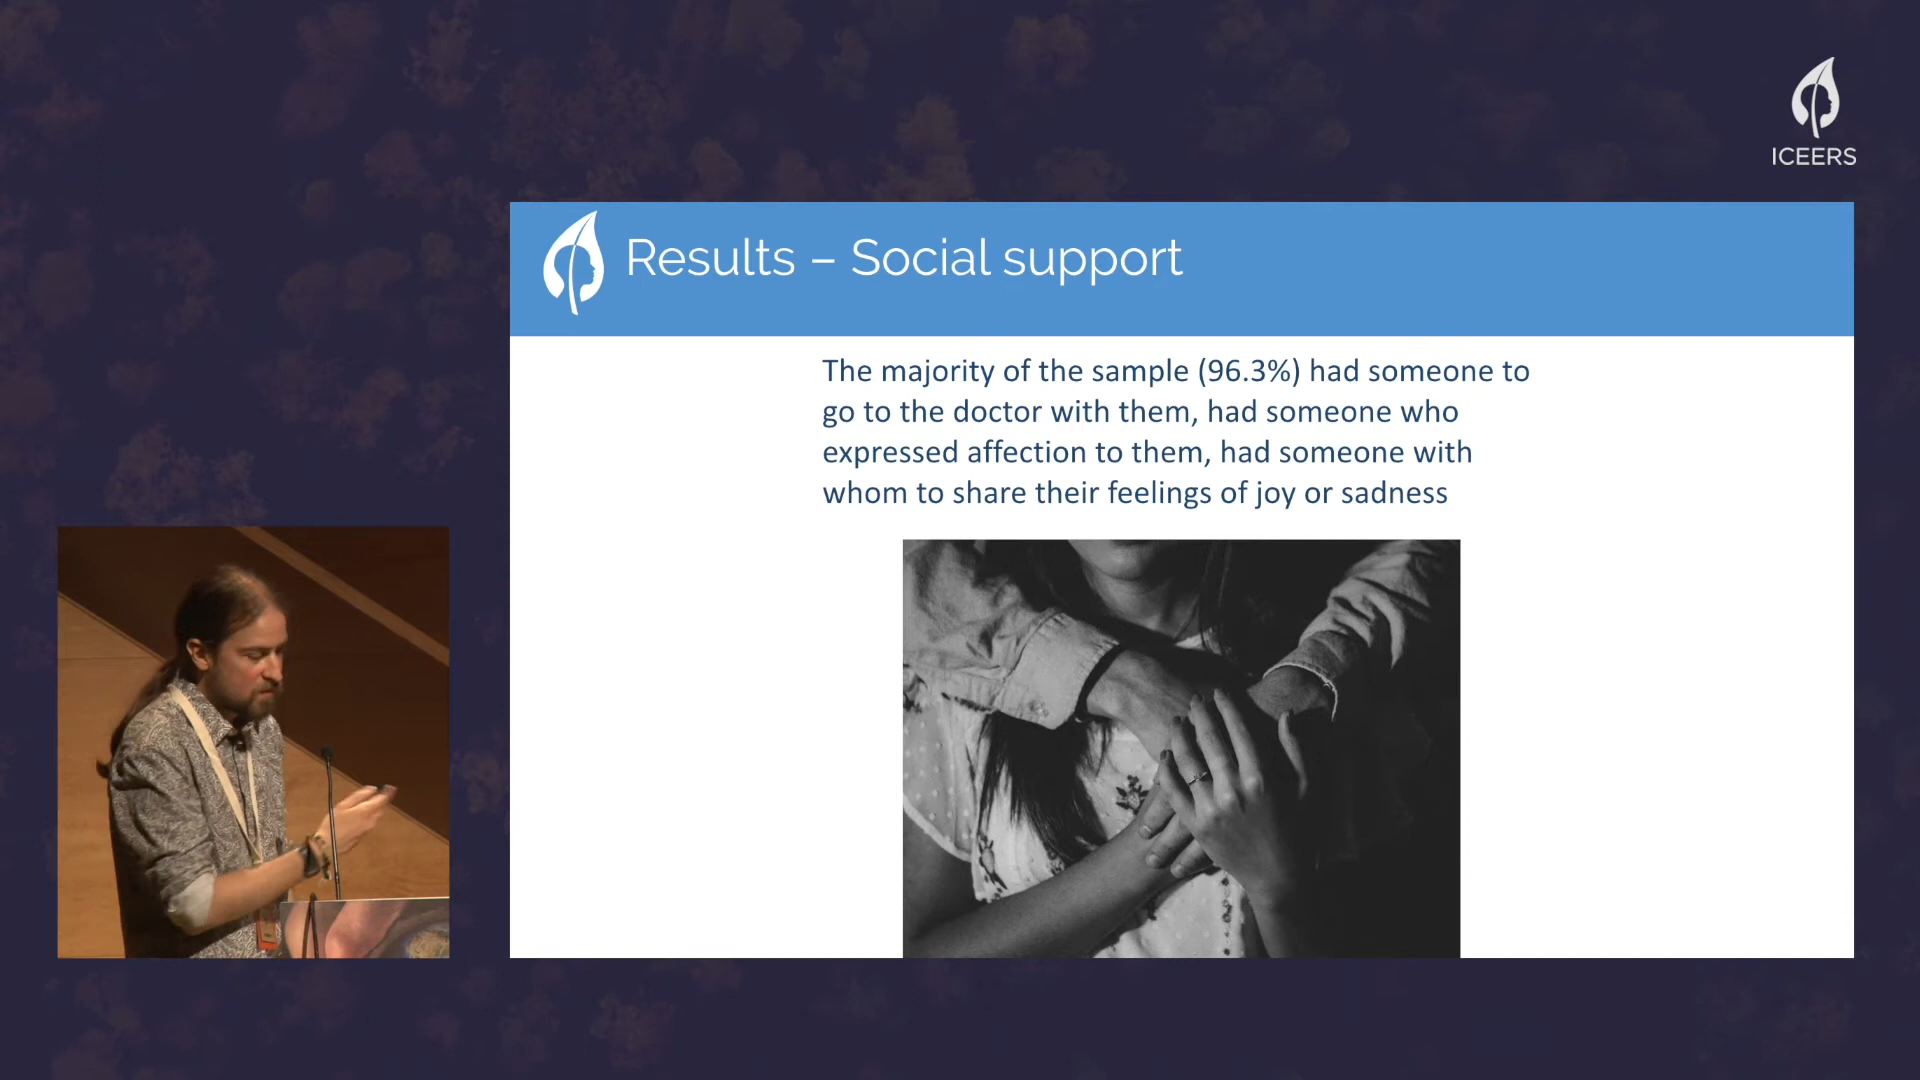 ICEERS
Results – Social support
The majority of the sample (96.3%) had someone to
go to the doctor with them, had someone who
expressed affection to them, had someone with
whom to share their feelings of joy or sadness